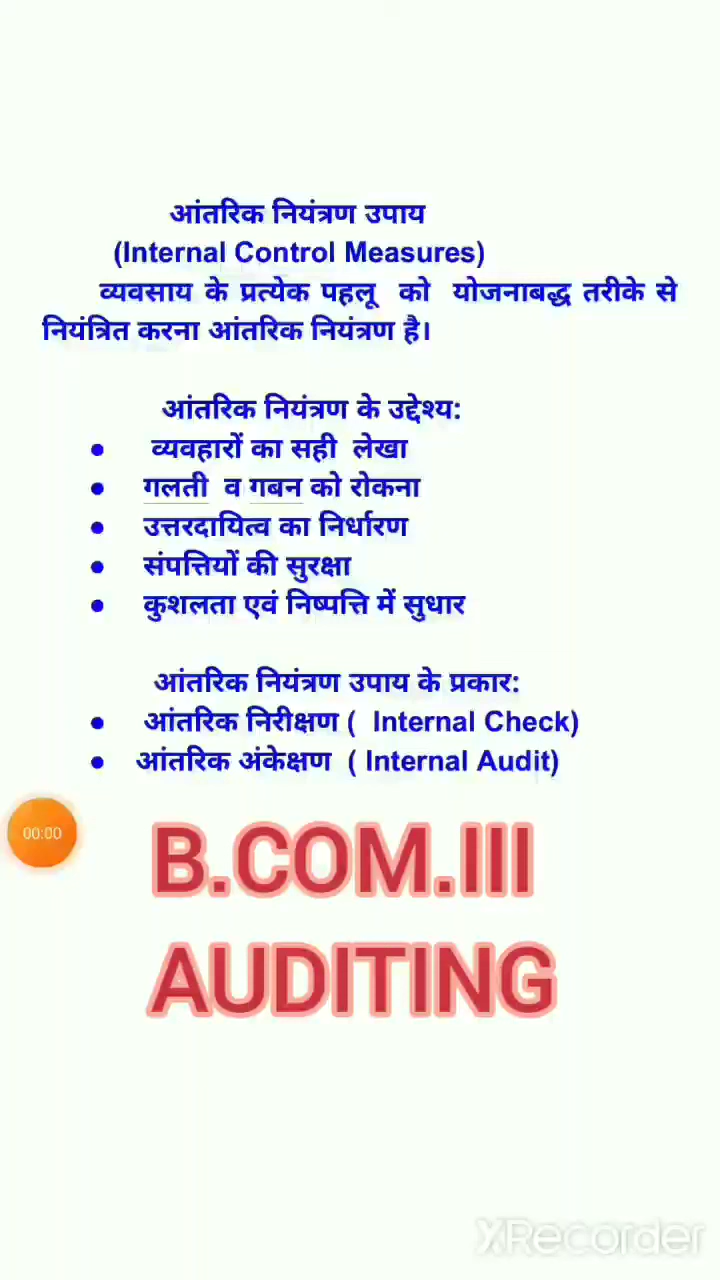 आंतरिक नियंत्रण उपाय
(Internal Control Measures)
व्यवसाय के प्रत्येक पहलू को योजनाबद्ध तरीके से
नियंत्रित करना आंतरिक नियंत्रण है।
आंतरिक नियंत्रण के उद्देश्य:
● व्यवहारों का सही लेखा
● गलती व गबन को रोकना
● उत्तरदायित्व का निर्धारण
● संपत्तियों की सुरक्षा
● कुशलता एवं निष्पत्ति में सुधार
आंतरिक नियंत्रण उपाय के प्रकार:
● आंतरिक निरीक्षण ( Internal Check)
● आंतरिक अंकेक्षण ( Internal Audit)
00:00
B.COM.III
AUDITING
XRecorder